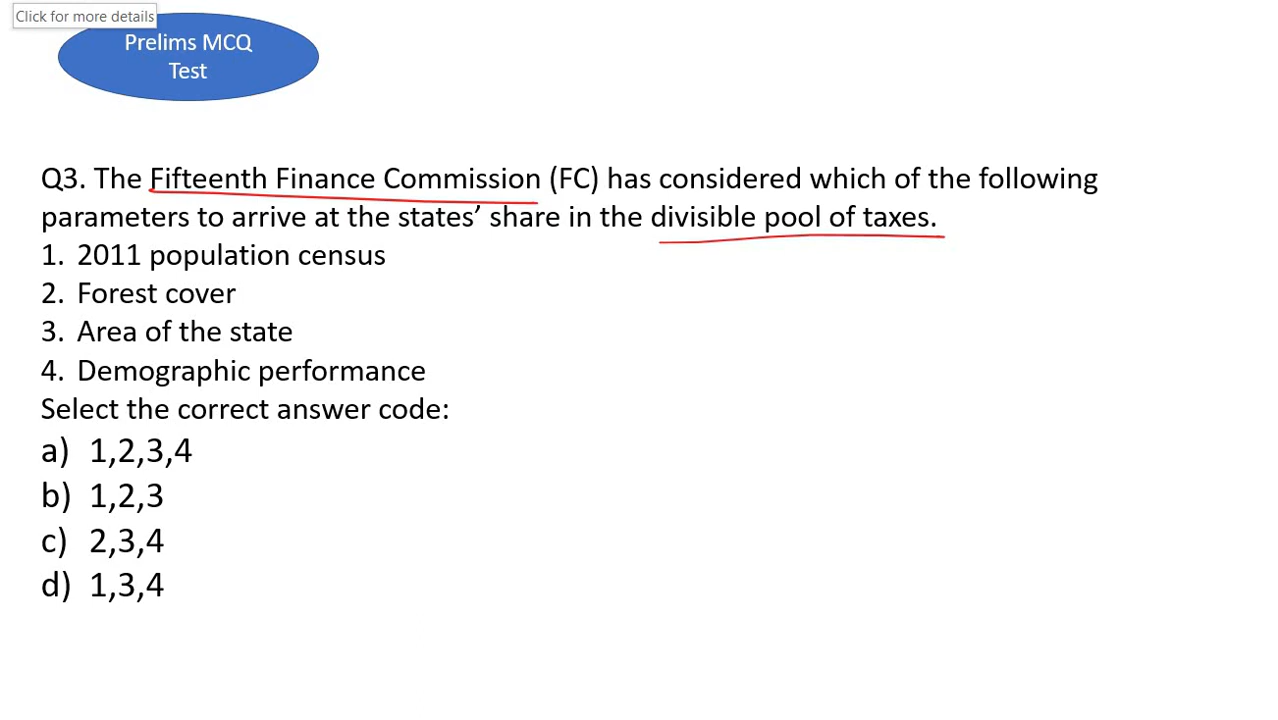 Click for more details
Prelims MCQ
Test
Q3. The Fifteenth Finance Commission (FC) has considered which of the following
parameters to arrive at the states’ share in the divisible pool of taxes.
1. 2011 population census
2. Forest cover
3. Area of the state
4. Demographic performance
Select the correct answer code:
a) 1,2,3,4
b) 1,2,3
c) 2,3,4
d) 1,3,4